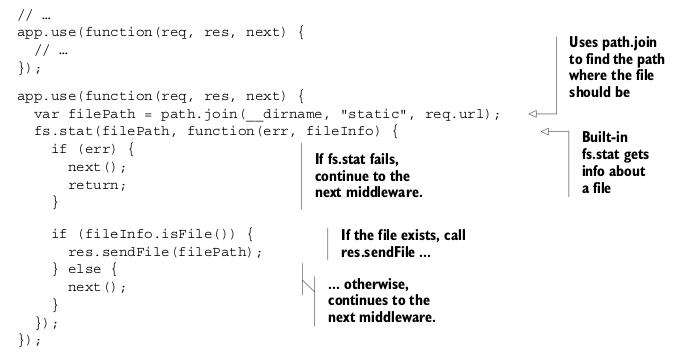 // …
app.use(function(req, res, next) {
  // …
});
app.use(function(req, res, next) {
  var filePath = path.join(__dirname, "static", req.url);
  fs.stat(filePath, function(err, fileInfo) {
    if (err) {
      next();
      return;
    }
    if (fileInfo.isFile()) {
      res.sendFile(filePath);
    } else {
      next();
    }
  });
});
Uses path.join
to find the path
where the file
should be
Built-in
fs.stat gets
info about
a file
If fs.stat fails,
continue to the
next middleware.
If the file exists, call
res.sendFile ...
... otherwise,
continues to the
next middleware.